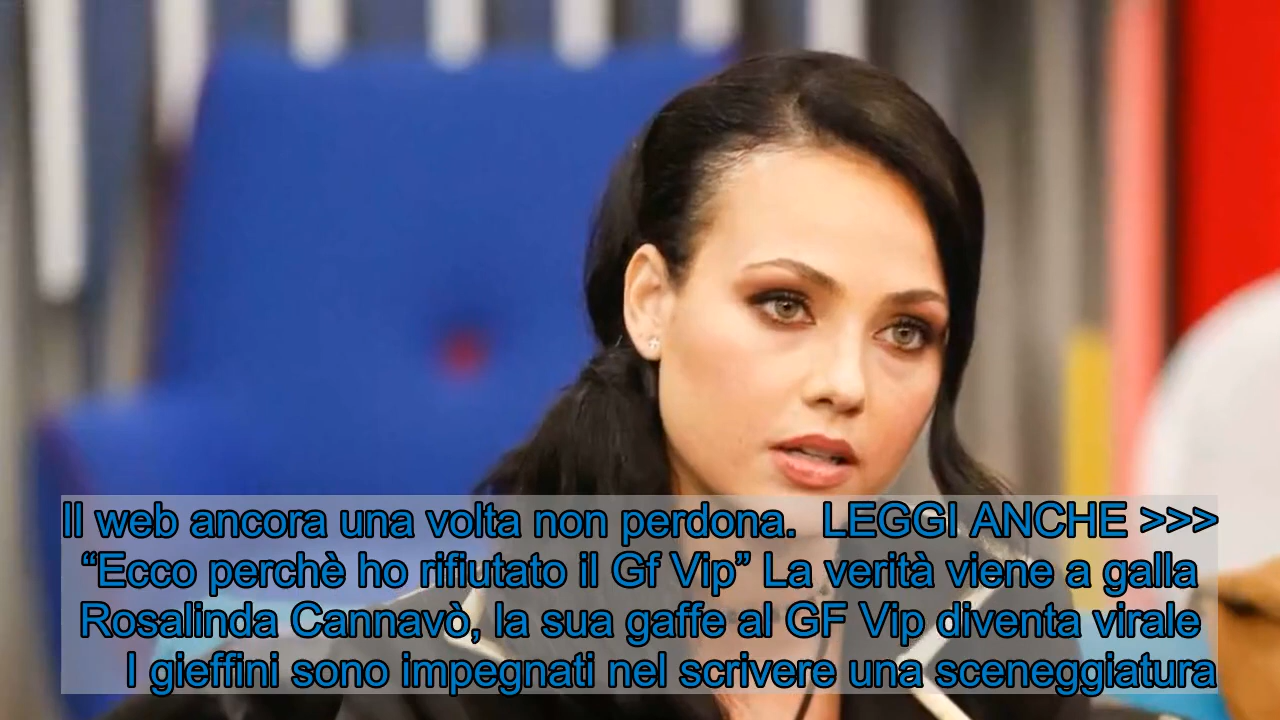 Il web ancora una volta non perdona.  LEGGI ANCHE >>>
“Ecco perchè ho rifiutato il Gf Vip” La verità viene a galla
Rosalinda Cannavò, la sua gaffe al GF Vip diventa virale
I gieffini sono impegnati nel scrivere una sceneggiatura